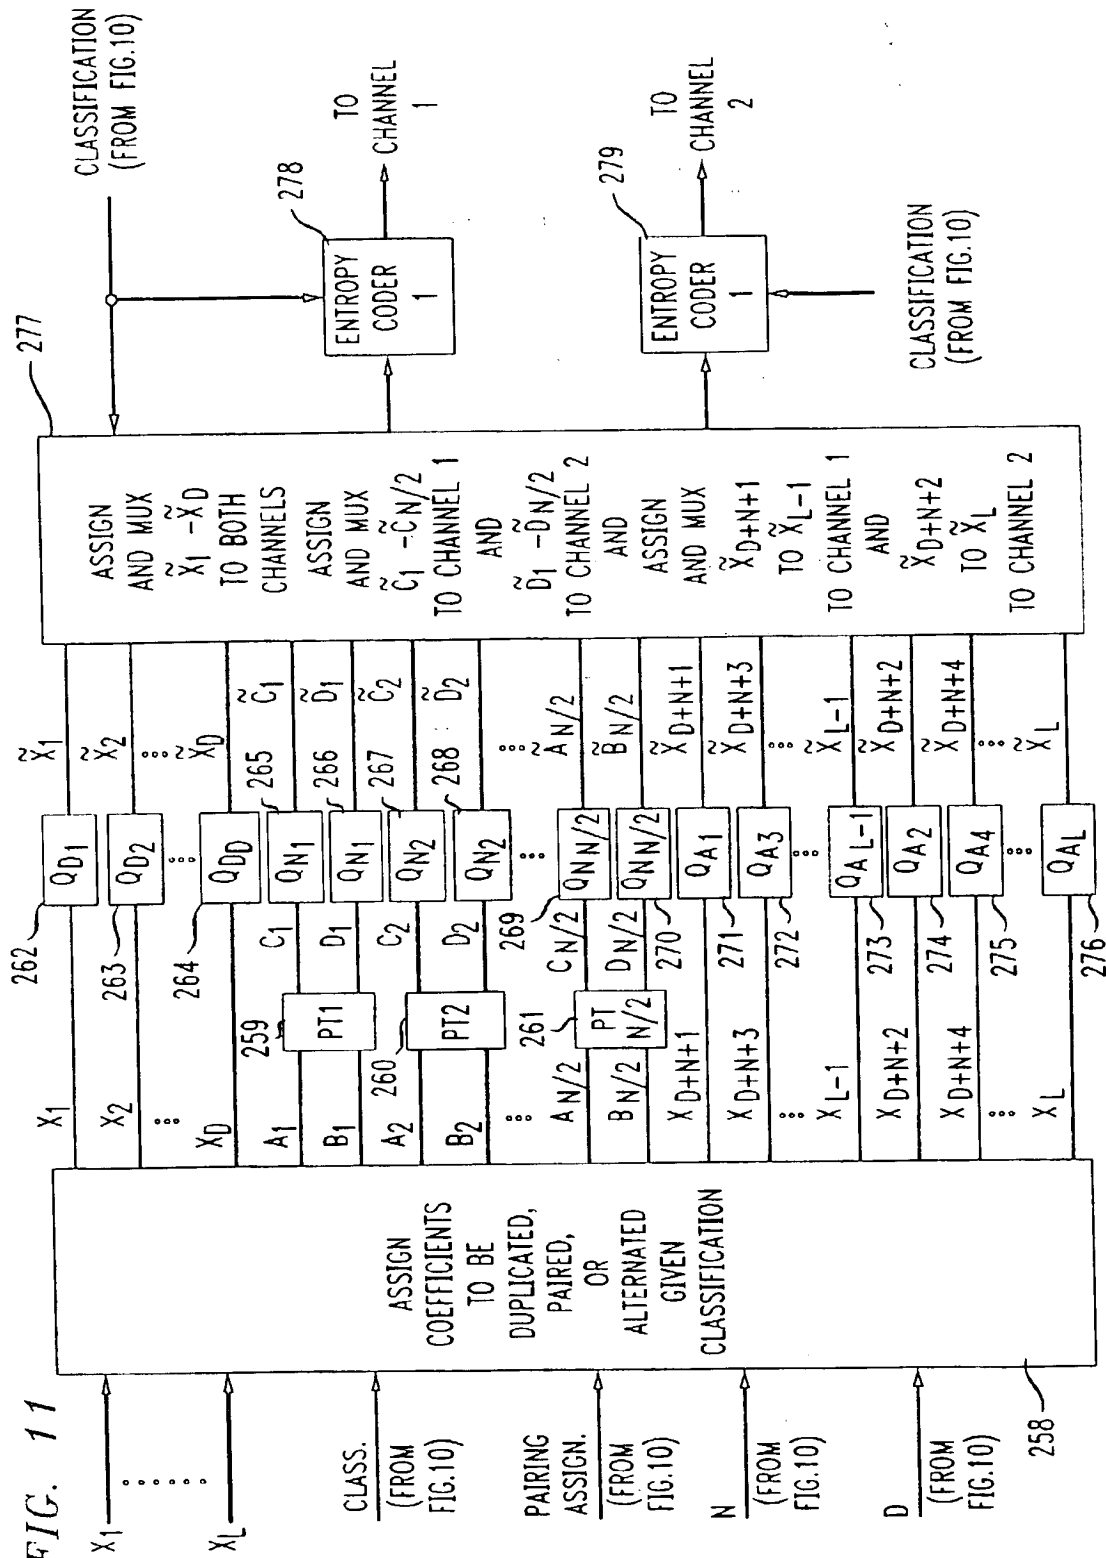 FIG. 11
X1
XL
CLASS.
(FROM
FIG.10)
PAIRING
ASSIGN.
(FROM
FIG.10)
N
(FROM
FIG.10)
D
(FROM
FIG.10)
258
ASSIGN
COEFFICIENTS
TO BE
DUPLICATED,
PAIRED,
OR
ALTERNATED
GIVEN
CLASSIFICATION
X1
X2
XD
A1
B1
A2
B2
AN/2
BN/2
XD+N+1
XD+N+3
XL-1
XD+N+2
XD+N+4
XL
259
PT1
260
PT2
261
PT
N/2
C1
D1
C2
D2
CN/2
DN/2
262
QD1
263
QD2
264
QDD
QN1
265
QN1
266
QN2
267
QN2
268
269
QNN/2
QNN/2
270
QA1
271
QA3
272
QAL-1
273
QA2
274
QA4
275
QAL
276
X̃1
X̃2
X̃D
C̃1
D̃1
C̃2
D̃2
ÃN/2
B̃N/2
X̃D+N+1
X̃D+N+3
X̃L-1
X̃D+N+2
X̃D+N+4
X̃L
277
ASSIGN
AND MUX
X̃1 -X̃D
TO BOTH
CHANNELS
ASSIGN
AND MUX
C̃1 -C̃N/2
TO CHANNEL 1
AND
D̃1 -D̃N/2
TO CHANNEL 2
AND
ASSIGN
AND MUX
X̃D+N+1
TO X̃L-1
TO CHANNEL 1
AND
X̃D+N+2
TO X̃L
TO CHANNEL 2
CLASSIFICATION
(FROM FIG.10)
278
ENTROPY
CODER
1
TO
CHANNEL
1
279
ENTROPY
CODER
1
TO
CHANNEL
2
CLASSIFICATION
(FROM FIG.10)